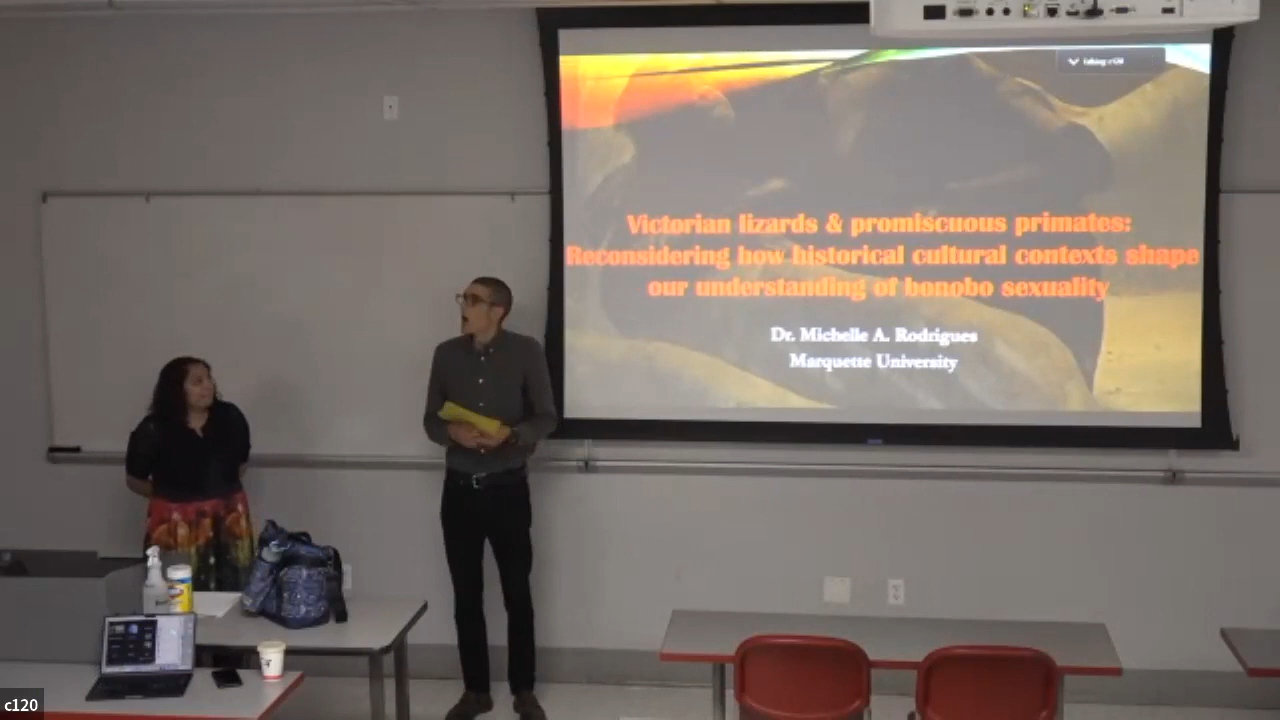 Victorian lizards & promiscuous primates:
Reconsidering how historical cultural contexts shape
our understanding of bonobo sexuality
Dr. Michelle A. Rodrigues
Marquette University
c120